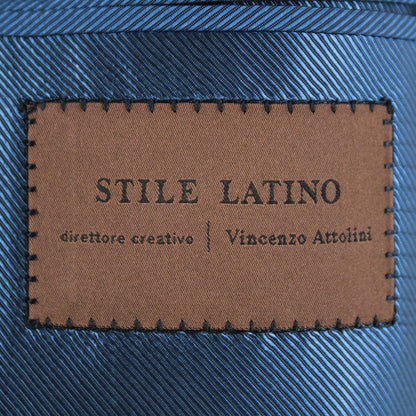 STILE LATINO
direttore creativo | Vincenzo Attolini